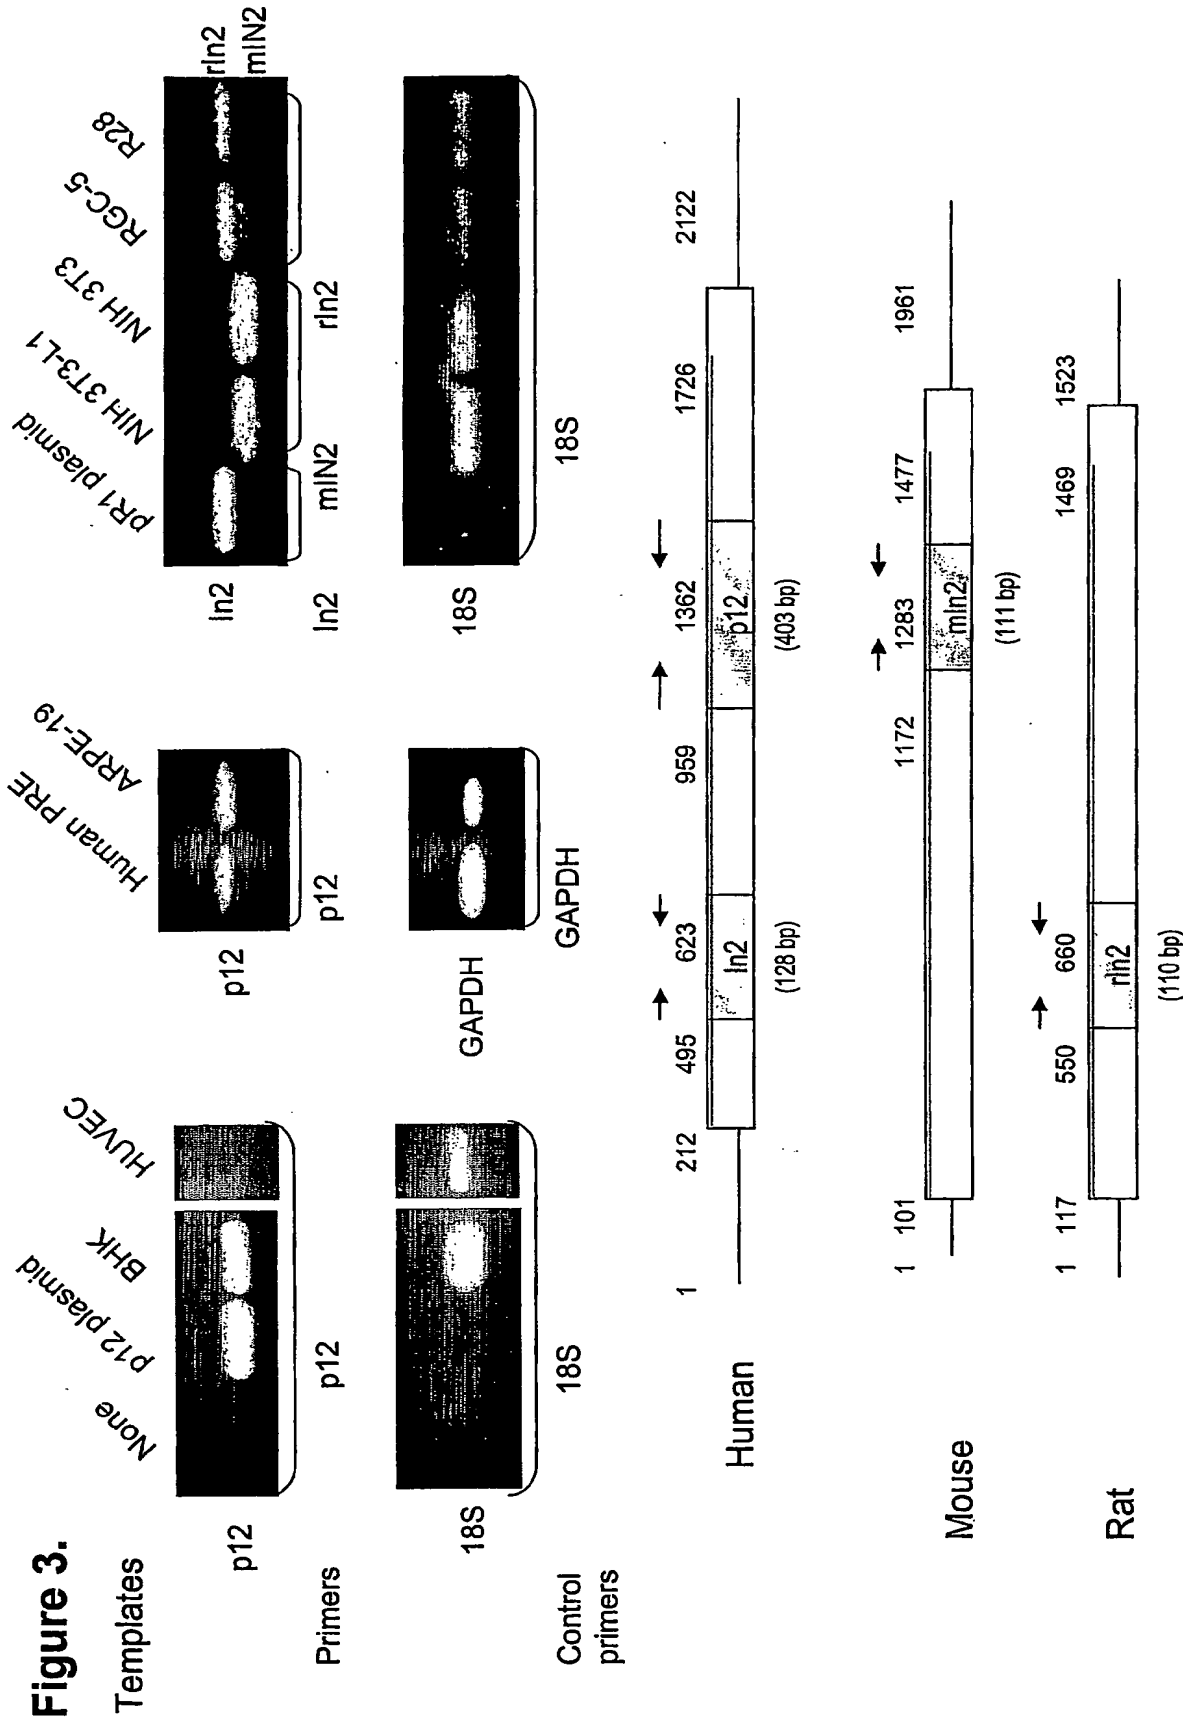 Figure 3.
Templates
None
p12 plasmid
BHK
HUVEC
Human PRE
ARPE-19
pR1 plasmid
NIH 3T3-L1
NIH 3T3
RGC-5
R28
p12
p12
In2
rIn2
mIN2
Primers
p12
p12
In2
mIN2
rIn2
18S
GAPDH
18S
Control
primers
18S
GAPDH
18S
Human
1
212
495
623
959
1362
1726
2122
In2
p12
(128 bp)
(403 bp)
Mouse
1
101
1172
1283
1477
1961
mIn2
(111 bp)
Rat
1
117
550
660
1469
1523
rIn2
(110 bp)